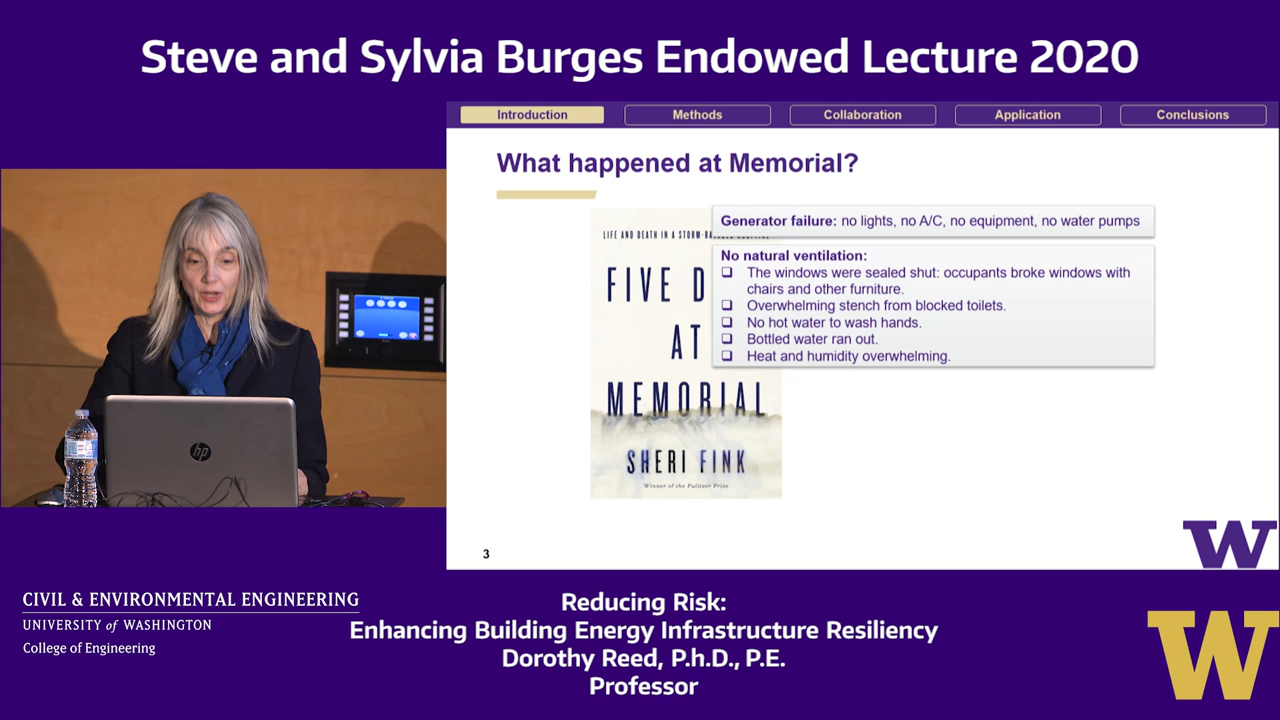 Steve and Sylvia Burges Endowed Lecture 2020
Introduction
Methods
Collaboration
Application
Conclusions
What happened at Memorial?
Generator failure: no lights, no A/C, no equipment, no water pumps
No natural ventilation:
❑ The windows were sealed shut: occupants broke windows with
chairs and other furniture.
❑ Overwhelming stench from blocked toilets.
❑ No hot water to wash hands.
❑ Bottled water ran out.
❑ Heat and humidity overwhelming.
LIFE AND DEATH IN A STORM-
FIVE D
AT
MEMORIAL
SHERI FINK
Winner of the Pulitzer Prize
hp
3
W
CIVIL & ENVIRONMENTAL ENGINEERING
UNIVERSITY of WASHINGTON
College of Engineering
Reducing Risk:
Enhancing Building Energy Infrastructure Resiliency
Dorothy Reed, P.h.D., P.E.
Professor
W